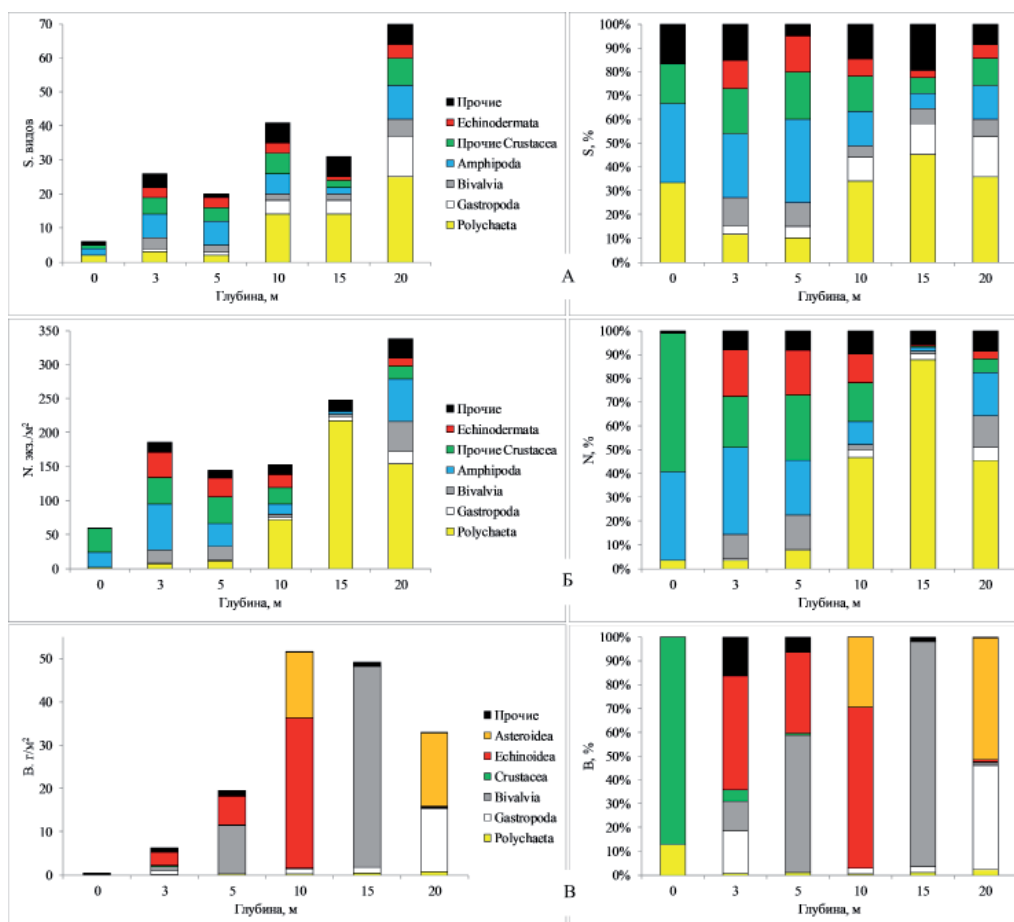 70
60
50
40
30
20
10
0
S. видов
0 3 5 10 15 20
Глубина, м
Прочие
Echinodermata
Прочие Crustacea
Amphipoda
Bivalvia
Gastropoda
Polychaeta
А
100%
90%
80%
70%
60%
50%
40%
30%
20%
10%
0%
S, %
0 3 5 10 15 20
Глубина, м
350
300
250
200
150
100
50
0
N. экз./м²
0 3 5 10 15 20
Глубина, м
Прочие
Echinodermata
Прочие Crustacea
Amphipoda
Bivalvia
Gastropoda
Polychaeta
Б
100%
90%
80%
70%
60%
50%
40%
30%
20%
10%
0%
N, %
0 3 5 10 15 20
Глубина, м
50
40
30
20
10
0
B. г/м²
0 3 5 10 15 20
Глубина, м
Прочие
Asteroidea
Echinoidea
Crustacea
Bivalvia
Gastropoda
Polychaeta
В
100%
90%
80%
70%
60%
50%
40%
30%
20%
10%
0%
B, %
0 3 5 10 15 20
Глубина, м